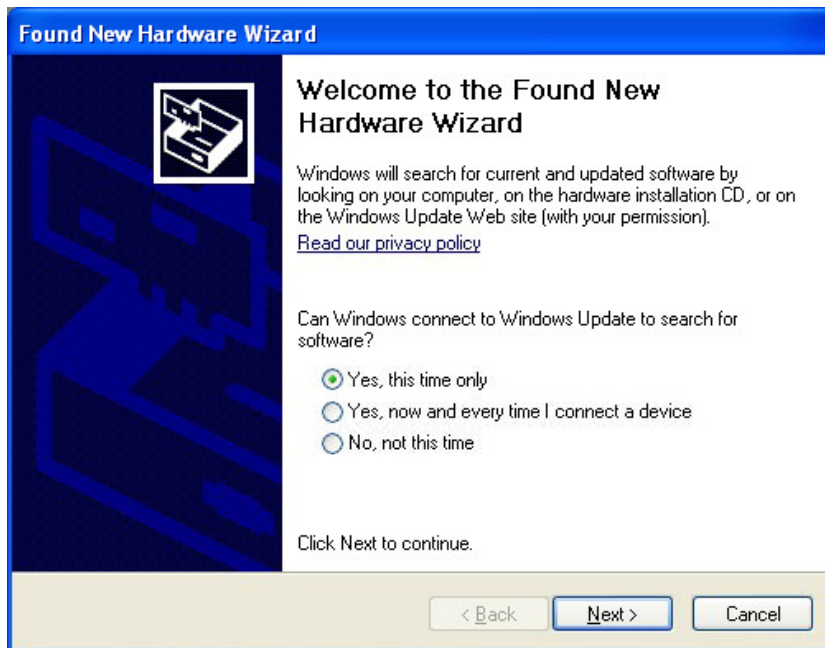 Found New Hardware Wizard
Welcome to the Found New
Hardware Wizard
Windows will search for current and updated software by
looking on your computer, on the hardware installation CD, or on
the Windows Update Web site (with your permission).
Read our privacy policy
Can Windows connect to Windows Update to search for
software?
Yes, this time only
Yes, now and every time I connect a device
No, not this time
Click Next to continue.
< Back Next > Cancel